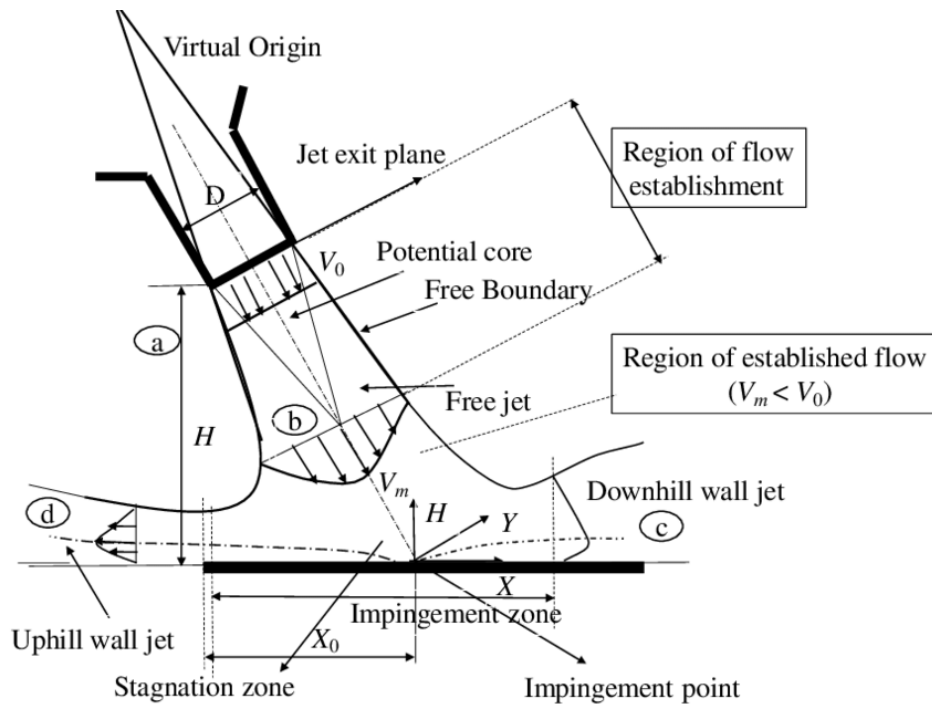 Virtual Origin
Jet exit plane
Region of flow
establishment
D
V₀
Potential core
Free Boundary
a
Region of established flow
(Vₘ < V₀)
Free jet
b
H
Vₘ
Downhill wall jet
d
H
Y
c
X
Impingement zone
Uphill wall jet
X₀
Stagnation zone
Impingement point